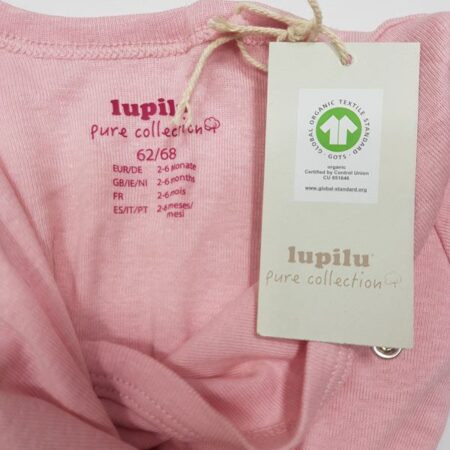 lupilu
pure collection
62/68
EUR/DE 2-6 Monate
GB/IE/NI 2-6 months
FR 2-6 mois
ES/IT/PT 2-6 meses/
mesi
GLOBAL ORGANIC TEXTILE STANDARD
· GOTS ·
organic
Certified by Control Union
CU 851646
www.global-standard.org
lupilu®
pure collection